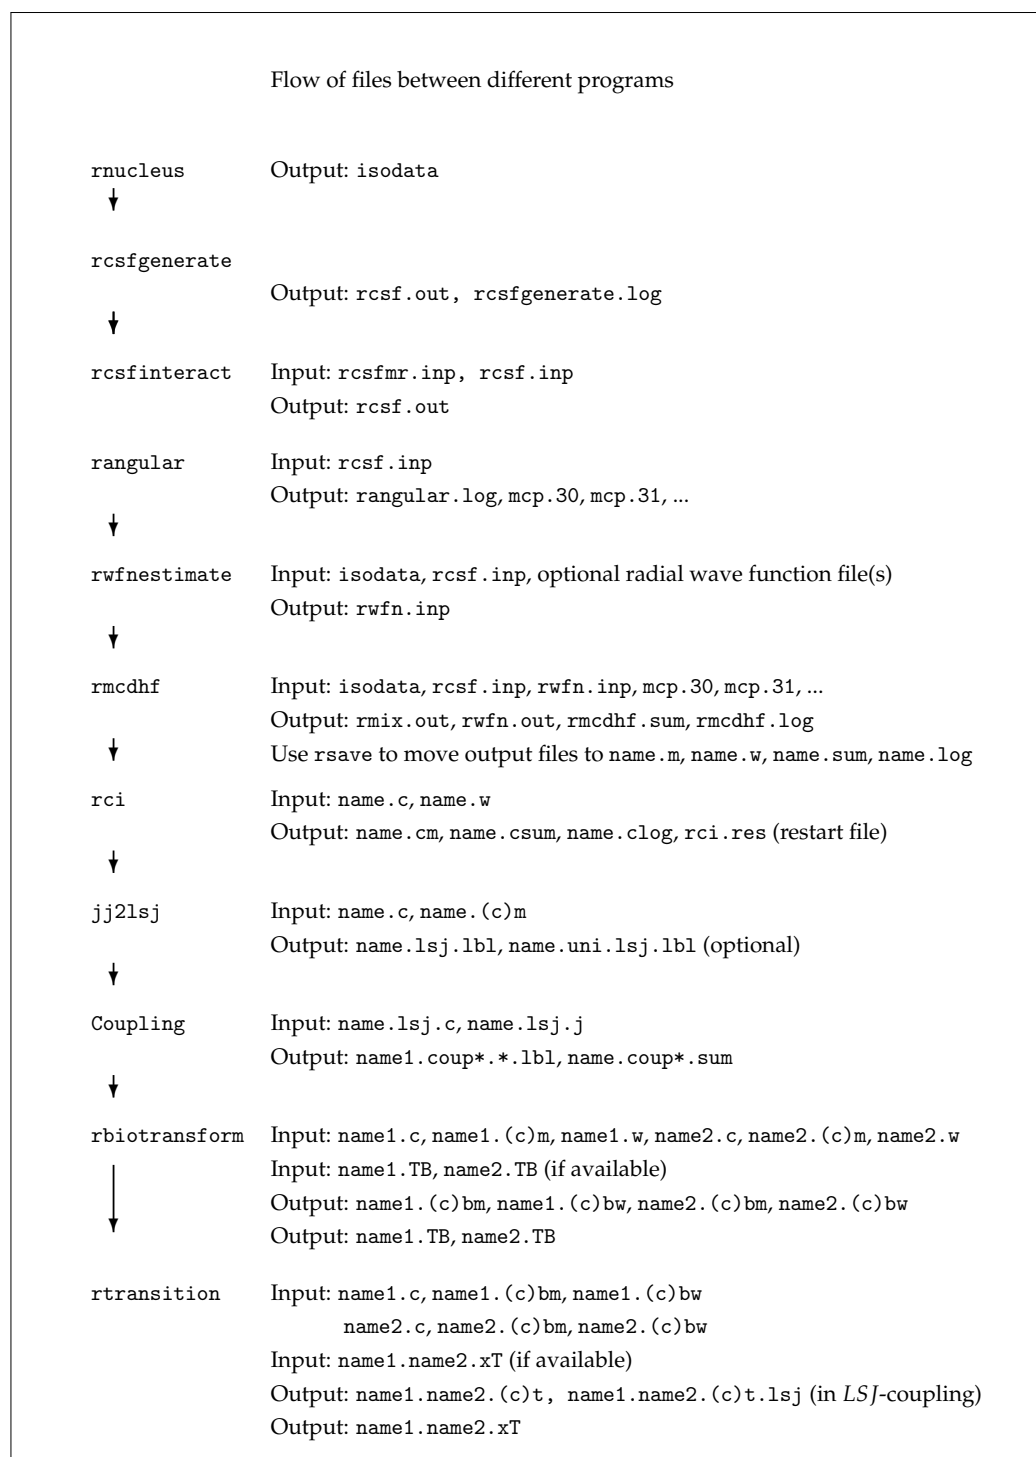 Flow of files between different programs
rnucleus Output: isodata
rcsfgenerate
Output: rcsf.out, rcsfgenerate.log
rcsfinteract Input: rcsfmr.inp, rcsf.inp
Output: rcsf.out
rangular Input: rcsf.inp
Output: rangular.log, mcp.30, mcp.31, ...
rwfnestimate Input: isodata, rcsf.inp, optional radial wave function file(s)
Output: rwfn.inp
rmcdhf Input: isodata, rcsf.inp, rwfn.inp, mcp.30, mcp.31, ...
Output: rmix.out, rwfn.out, rmcdhf.sum, rmcdhf.log
Use rsave to move output files to name.m, name.w, name.sum, name.log
rci Input: name.c, name.w
Output: name.cm, name.csum, name.clog, rci.res (restart file)
jj2lsj Input: name.c, name.(c)m
Output: name.lsj.lbl, name.uni.lsj.lbl (optional)
Coupling Input: name.lsj.c, name.lsj.j
Output: name1.coup*.*.lbl, name.coup*.sum
rbiotransform Input: name1.c, name1.(c)m, name1.w, name2.c, name2.(c)m, name2.w
Input: name1.TB, name2.TB (if available)
Output: name1.(c)bm, name1.(c)bw, name2.(c)bm, name2.(c)bw
Output: name1.TB, name2.TB
rtransition Input: name1.c, name1.(c)bm, name1.(c)bw
name2.c, name2.(c)bm, name2.(c)bw
Input: name1.name2.xT (if available)
Output: name1.name2.(c)t, name1.name2.(c)t.lsj (in LSJ-coupling)
Output: name1.name2.xT